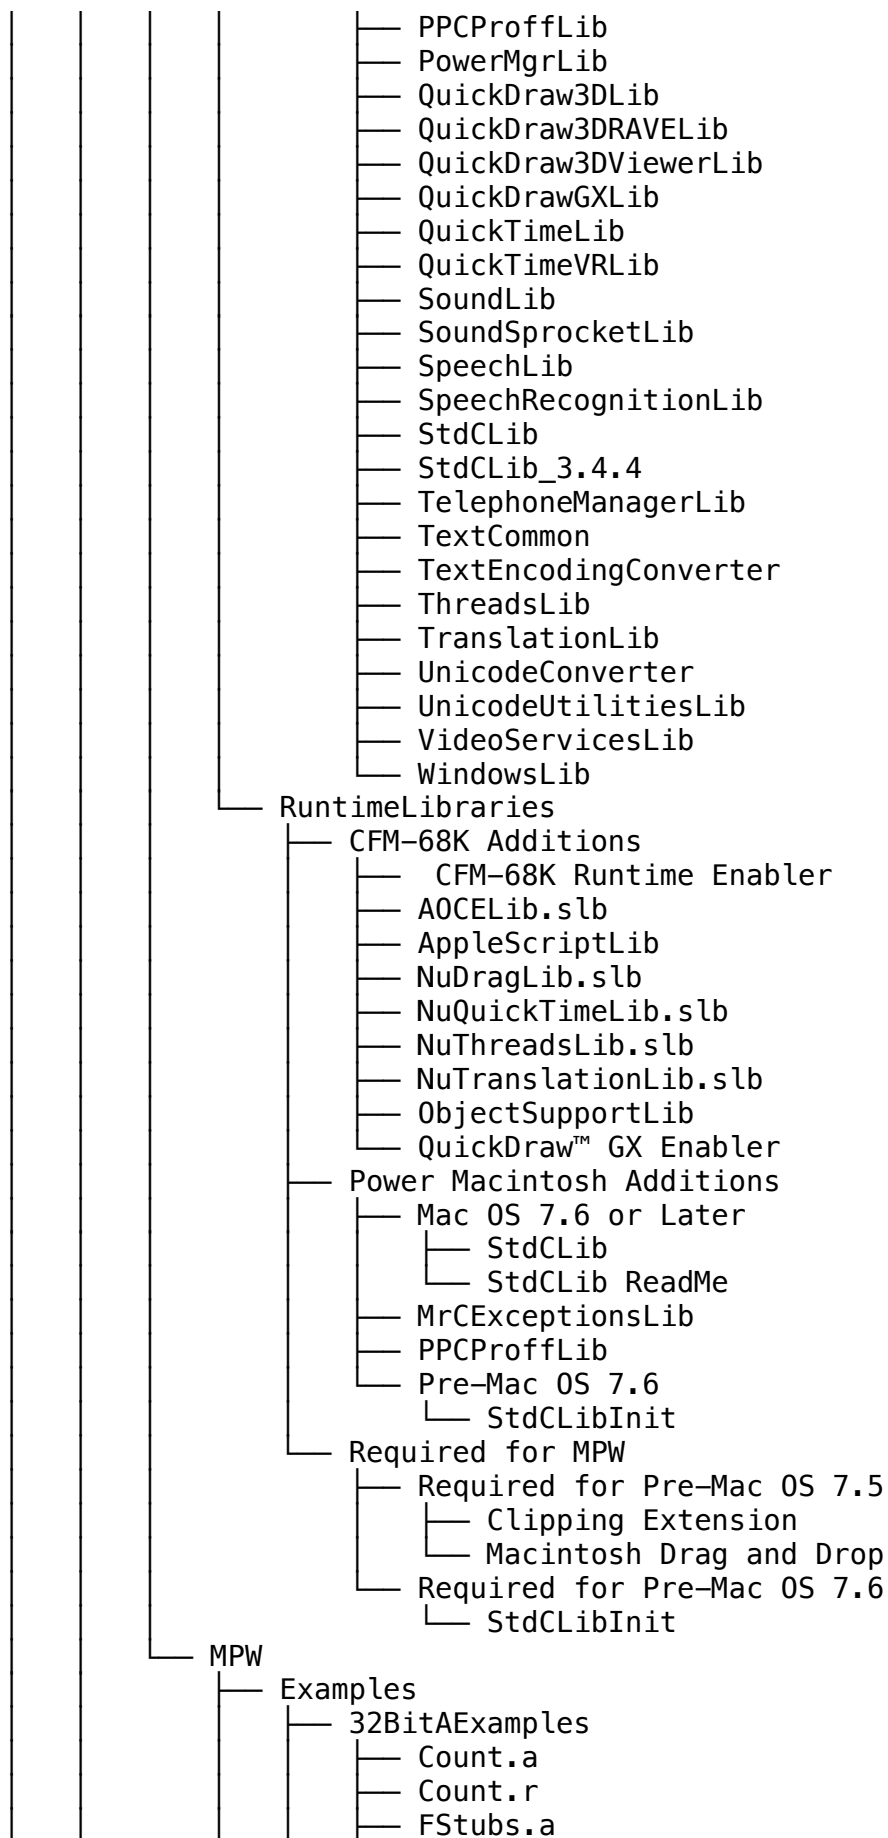 PPCProffLib
PowerMgrLib
QuickDraw3DLib
QuickDraw3DRAVELib
QuickDraw3DViewerLib
QuickDrawGXLib
QuickTimeLib
QuickTimeVRLib
SoundLib
SoundSprocketLib
SpeechLib
SpeechRecognitionLib
StdCLib
StdCLib_3.4.4
TelephoneManagerLib
TextCommon
TextEncodingConverter
ThreadsLib
TranslationLib
UnicodeConverter
UnicodeUtilitiesLib
VideoServicesLib
WindowsLib
RuntimeLibraries
CFM-68K Additions
CFM-68K Runtime Enabler
AOCELib.slb
AppleScriptLib
NuDragLib.slb
NuQuickTimeLib.slb
NuThreadsLib.slb
NuTranslationLib.slb
ObjectSupportLib
QuickDraw™ GX Enabler
Power Macintosh Additions
Mac OS 7.6 or Later
StdCLib
StdCLib ReadMe
MrCExceptionsLib
PPCProffLib
Pre-Mac OS 7.6
StdCLibInit
Required for MPW
Required for Pre-Mac OS 7.5
Clipping Extension
Macintosh Drag and Drop
Required for Pre-Mac OS 7.6
StdCLibInit
MPW
Examples
32BitAExamples
Count.a
Count.r
FStubs.a